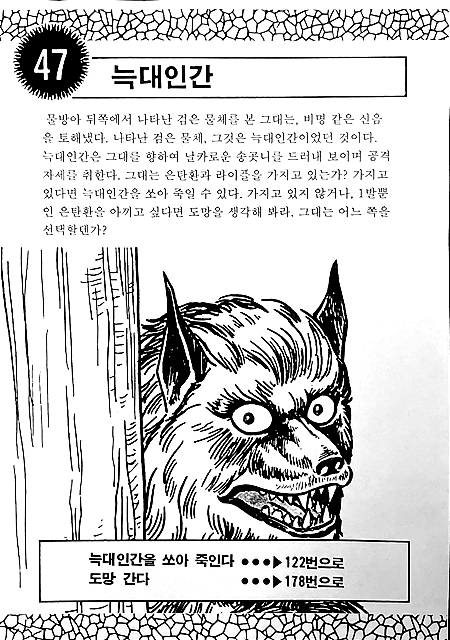 47
늑대인간
물방아 뒤쪽에서 나타난 검은 물체를 본 그대는, 비명 같은 신음
을 토해냈다. 나타난 검은 물체, 그것은 늑대인간이었던 것이다.
늑대인간은 그대를 향하여 날카로운 송곳니를 드러내 보이며 공격
자세를 취한다. 그대는 은탄환과 라이플을 가지고 있는가? 가지고
있다면 늑대인간을 쏘아 죽일 수 있다. 가지고 있지 않거나, 1발뿐
인 은탄환을 아끼고 싶다면 도망을 생각해 봐라. 그대는 어느 쪽을
선택할텐가?
늑대인간을 쏘아 죽인다 ●●●▶122번으로
도망 간다 ●●●▶178번으로